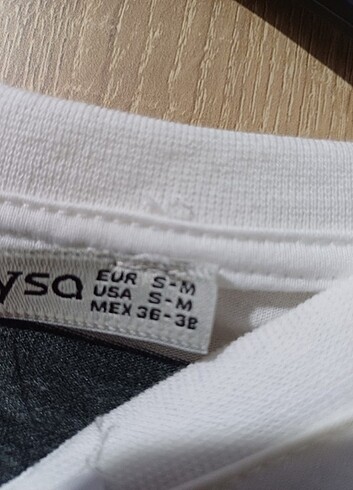 ysa
EUR S-M
USA S-M
MEX 36-38